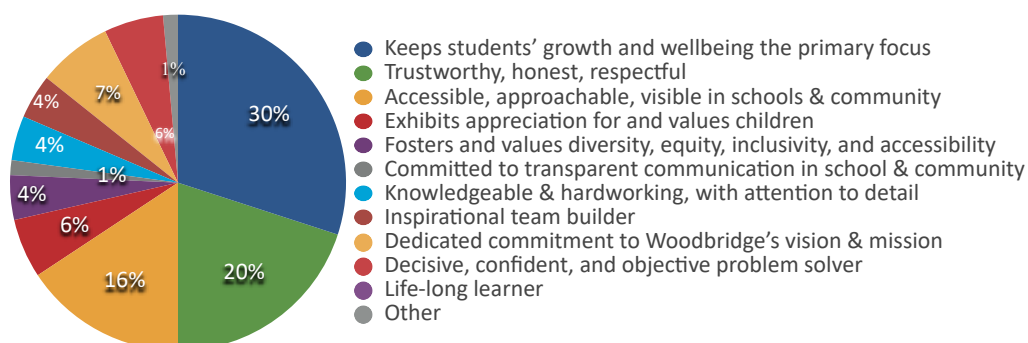 1%
30%
7%
4%
6%
4%
1%
4%
6%
20%
16%
Keeps students’ growth and wellbeing the primary focus
Trustworthy, honest, respectful
Accessible, approachable, visible in schools & community
Exhibits appreciation for and values children
Fosters and values diversity, equity, inclusivity, and accessibility
Committed to transparent communication in school & community
Knowledgeable & hardworking, with attention to detail
Inspirational team builder
Dedicated commitment to Woodbridge’s vision & mission
Decisive, confident, and objective problem solver
Life-long learner
Other